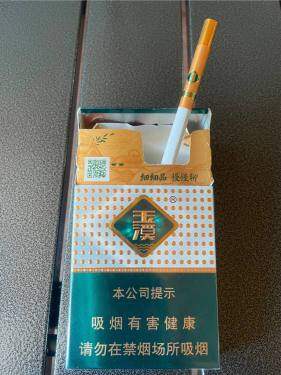 细细品 慢慢聊
玉溪
®
本公司提示
吸烟有害健康
请勿在禁烟场所吸烟